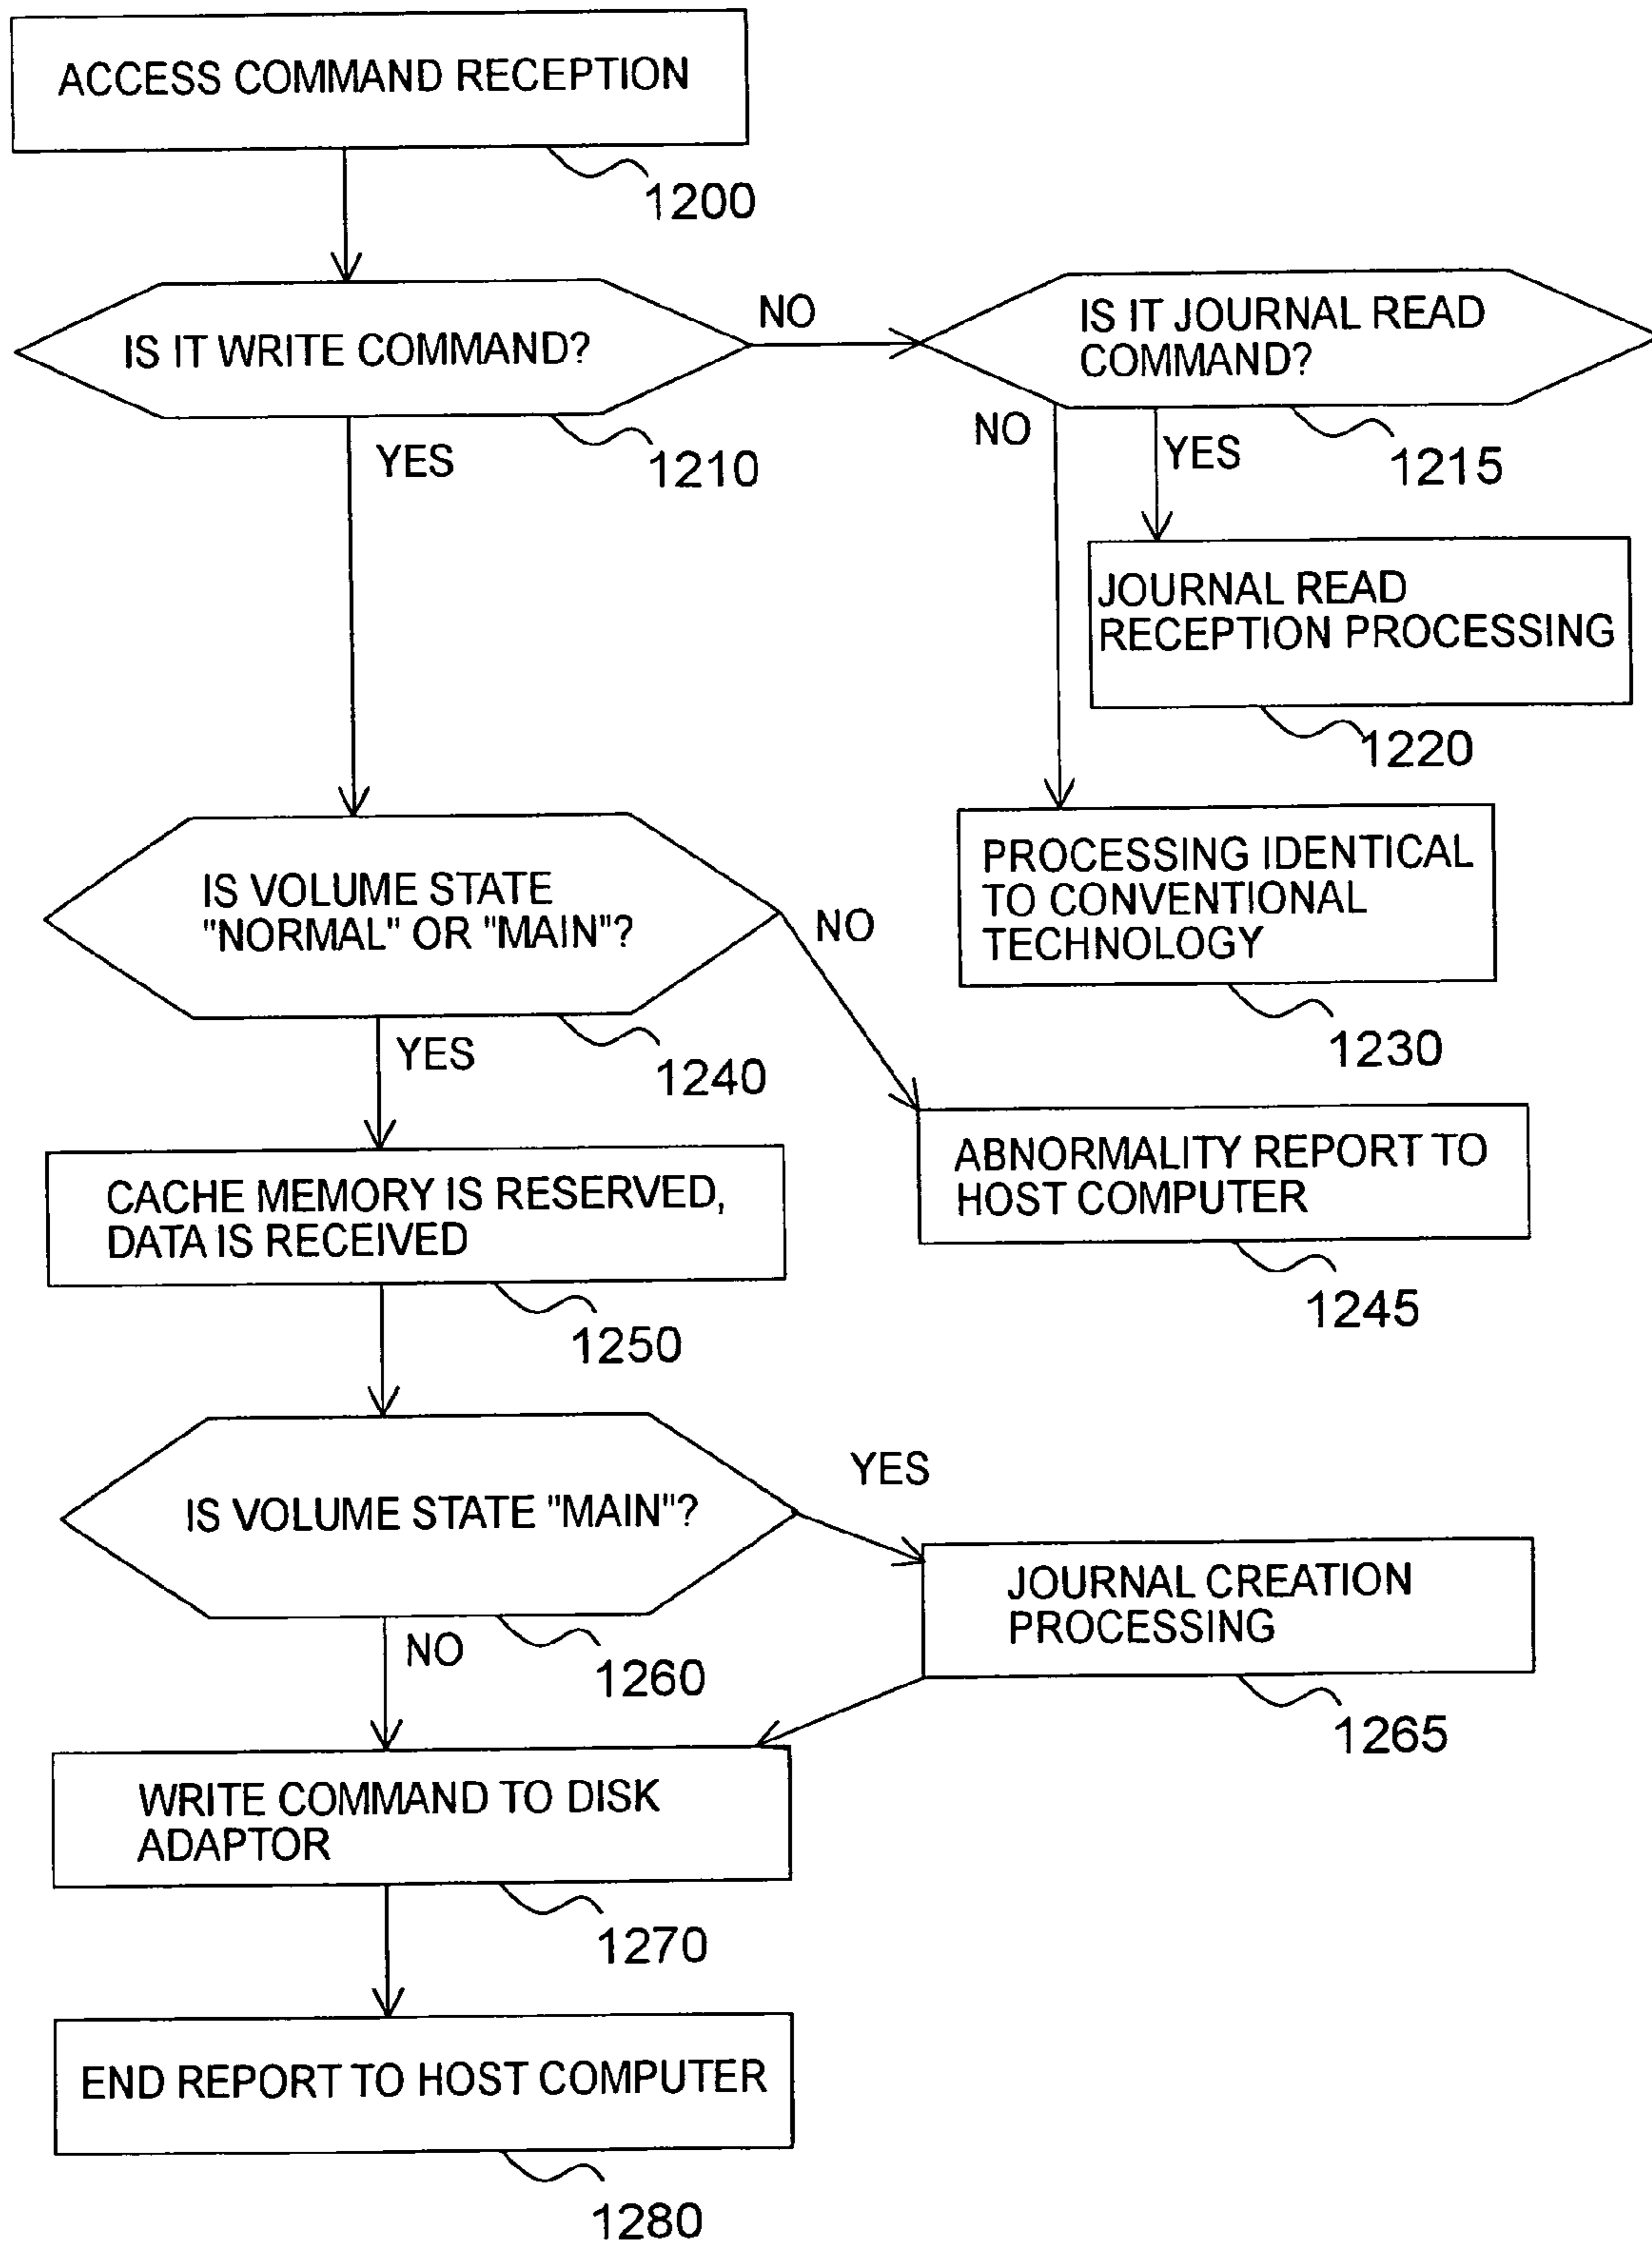 ACCESS COMMAND RECEPTION
1200
IS IT WRITE COMMAND?
1210
NO
YES
IS IT JOURNAL READ
COMMAND?
1215
NO
YES
JOURNAL READ
RECEPTION PROCESSING
1220
PROCESSING IDENTICAL
TO CONVENTIONAL
TECHNOLOGY
1230
IS VOLUME STATE
"NORMAL" OR "MAIN"?
1240
NO
YES
ABNORMALITY REPORT TO
HOST COMPUTER
1245
CACHE MEMORY IS RESERVED,
DATA IS RECEIVED
1250
IS VOLUME STATE "MAIN"?
1260
YES
NO
JOURNAL CREATION
PROCESSING
1265
WRITE COMMAND TO DISK
ADAPTOR
1270
END REPORT TO HOST COMPUTER
1280